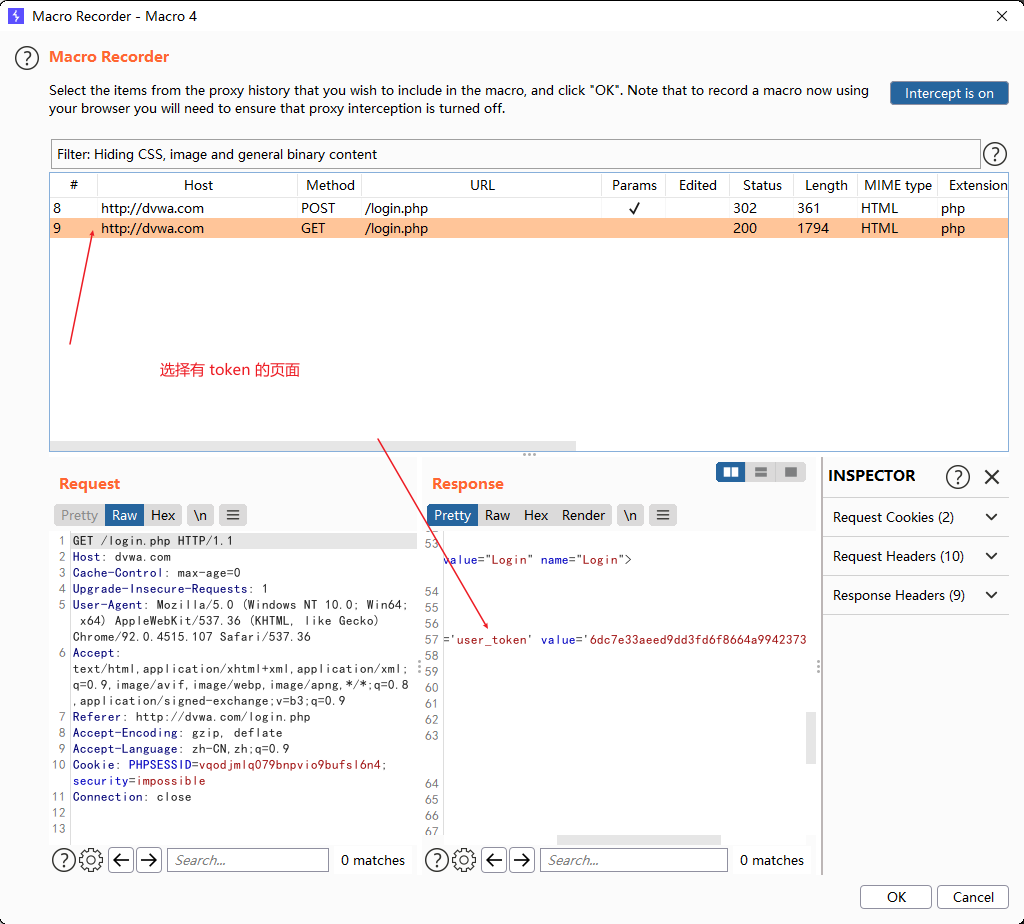 Macro Recorder - Macro 4
Macro Recorder
Select the items from the proxy history that you wish to include in the macro, and click "OK". Note that to record a macro now using
your browser you will need to ensure that proxy interception is turned off.
Intercept is on
Filter: Hiding CSS, image and general binary content
# Host Method URL Params Edited Status Length MIME type Extension
8 http://dvwa.com POST /login.php ✓ 302 361 HTML php
9 http://dvwa.com GET /login.php 200 1794 HTML php
选择有 token 的页面
Request
Pretty Raw Hex \n
1 GET /login.php HTTP/1.1
2 Host: dvwa.com
3 Cache-Control: max-age=0
4 Upgrade-Insecure-Requests: 1
5 User-Agent: Mozilla/5.0 (Windows NT 10.0; Win64;
x64) AppleWebKit/537.36 (KHTML, like Gecko)
Chrome/92.0.4515.107 Safari/537.36
6 Accept:
text/html,application/xhtml+xml,application/xml;
q=0.9,image/avif,image/webp,image/apng,*/*;q=0.8
,application/signed-exchange;v=b3;q=0.9
7 Referer: http://dvwa.com/login.php
8 Accept-Encoding: gzip, deflate
9 Accept-Language: zh-CN,zh;q=0.9
10 Cookie: PHPSESSID=vqodjmlq079bnpvio9bufsl6n4;
security=impossible
11 Connection: close
12
13
Search...
0 matches
Response
Pretty Raw Hex Render \n
53
value="Login" name="Login">
54
55
56
57 ='user_token' value='6dc7e33aeed9dd3fd6f8664a9942373
58
59
60
61
62
63
64
65
66
67
Search...
0 matches
INSPECTOR
Request Cookies (2)
Request Headers (10)
Response Headers (9)
OK
Cancel